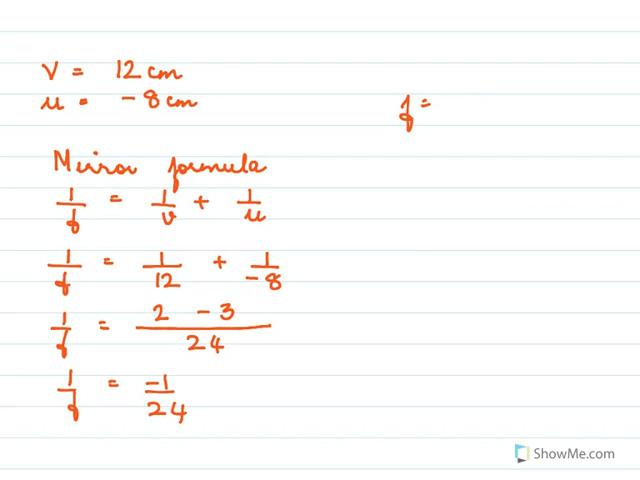 v = 12 cm
u = - 8 cm
f =
Mirror formula
1/f = 1/v + 1/u
1/f = 1/12 + 1/-8
1/f = 2 - 3/24
1/f = -1/24
ShowMe.com